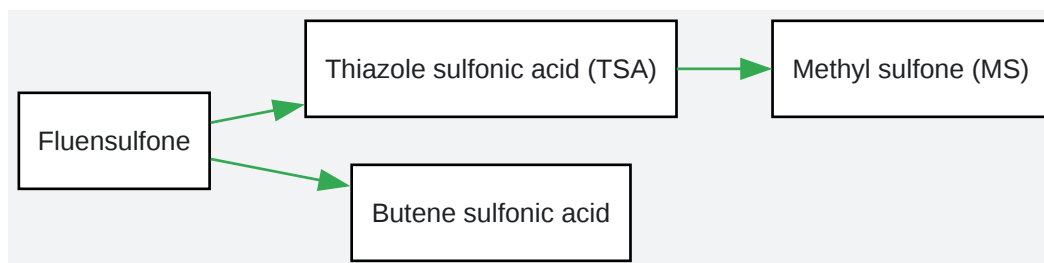 Thiazole sulfonic acid (TSA)
Methyl sulfone (MS)
Fluensulfone
Butene sulfonic acid